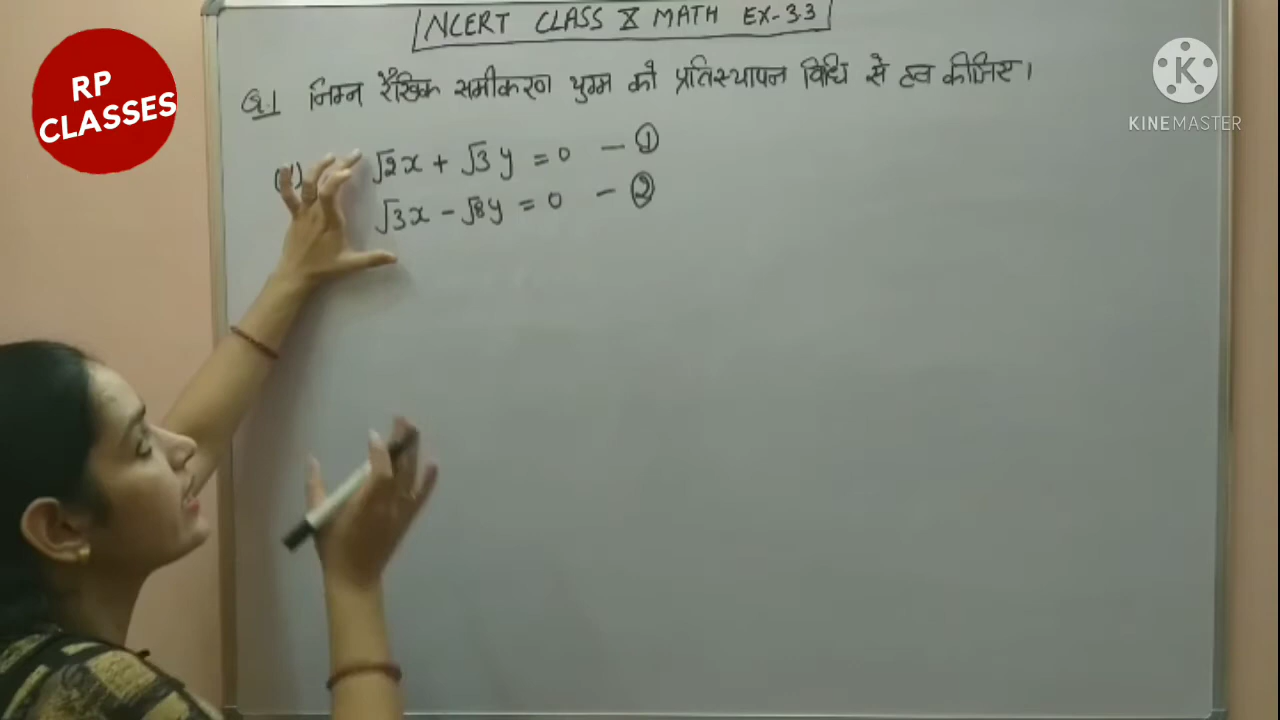 NCERT CLASS X MATH EX-3.3
RP
CLASSES
KINEMASTER
Q.1 निम्न रैखिक समीकरण युग्म को प्रतिस्थापन विधि से हल कीजिए।
√2x + √3y = 0 – ①
√3x – √8y = 0 – ②